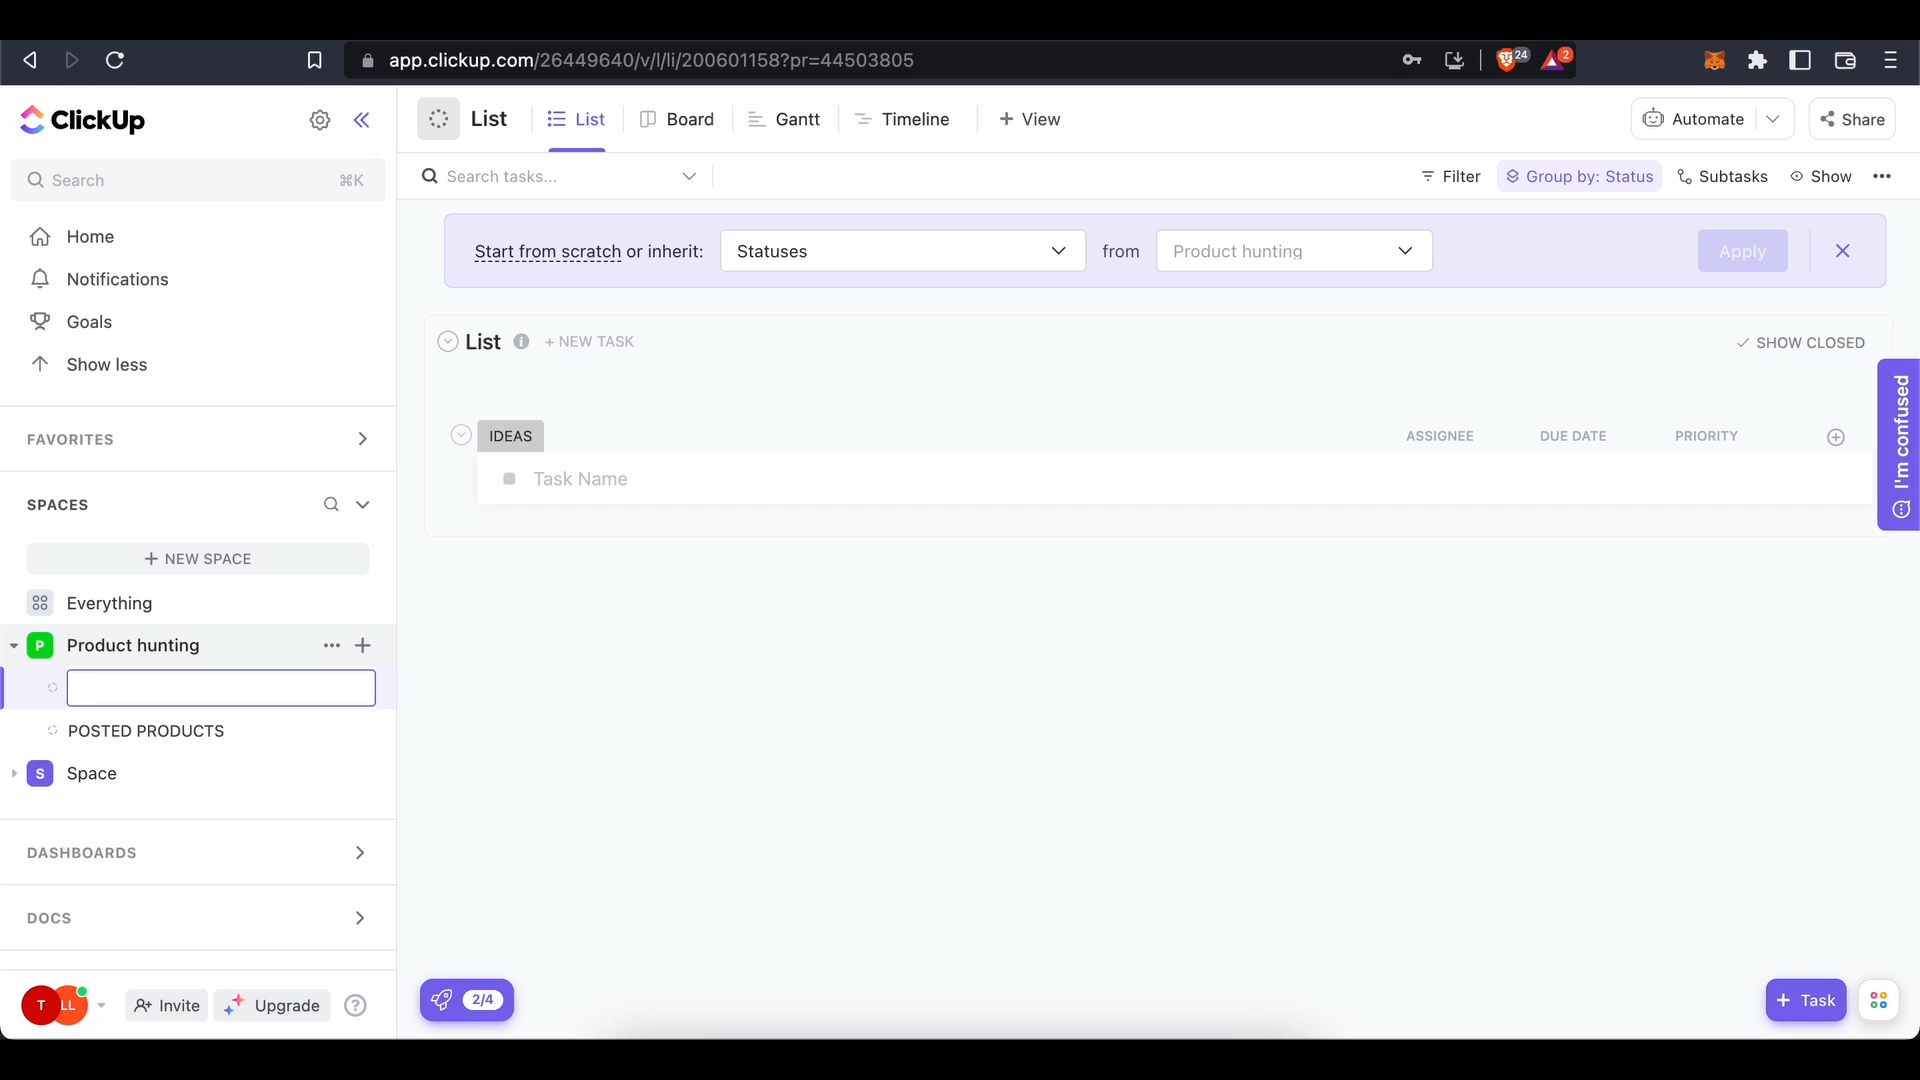 app.clickup.com/26449640/v/l/li/200601158?pr=44503805
24
2
ClickUp
List
List
Board
Gantt
Timeline
+ View
Automate
Share
Search
⌘K
Search tasks...
Filter
Group by: Status
Subtasks
Show
Home
Notifications
Goals
Show less
Start from scratch or inherit:
Statuses
from
Product hunting
Apply
List
+ NEW TASK
SHOW CLOSED
I'm confused
IDEAS
ASSIGNEE
DUE DATE
PRIORITY
Task Name
FAVORITES
SPACES
+ NEW SPACE
Everything
P
Product hunting
POSTED PRODUCTS
S
Space
DASHBOARDS
DOCS
T
LL
Invite
Upgrade
?
2/4
+ Task